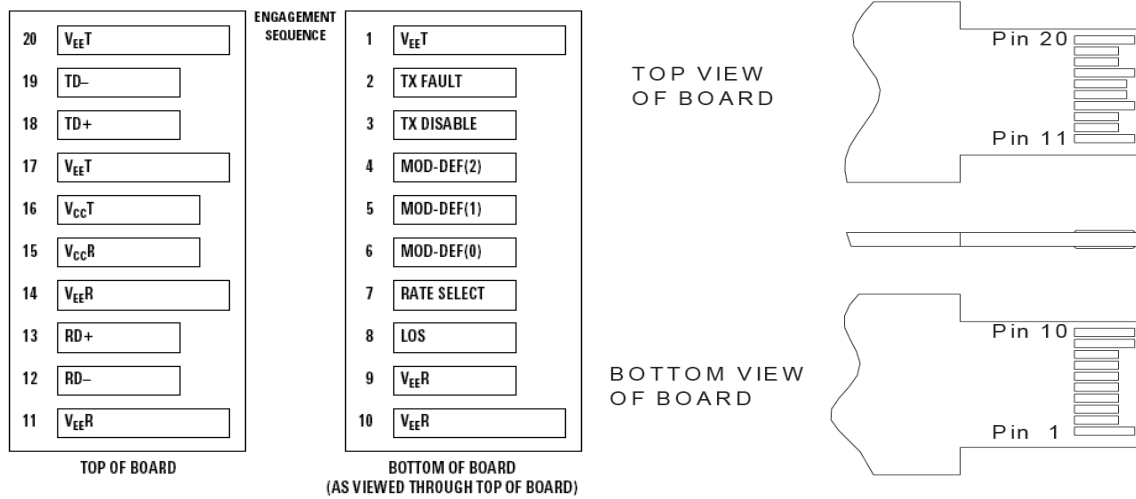 ENGAGEMENT
SEQUENCE
20 VEET
19 TD–
18 TD+
17 VEET
16 VCCT
15 VCCR
14 VEER
13 RD+
12 RD–
11 VEER
TOP OF BOARD
1 VEET
2 TX FAULT
3 TX DISABLE
4 MOD-DEF(2)
5 MOD-DEF(1)
6 MOD-DEF(0)
7 RATE SELECT
8 LOS
9 VEER
10 VEER
BOTTOM OF BOARD
(AS VIEWED THROUGH TOP OF BOARD)
TOP VIEW
OF BOARD
Pin 20
Pin 11
BOTTOM VIEW
OF BOARD
Pin 10
Pin 1